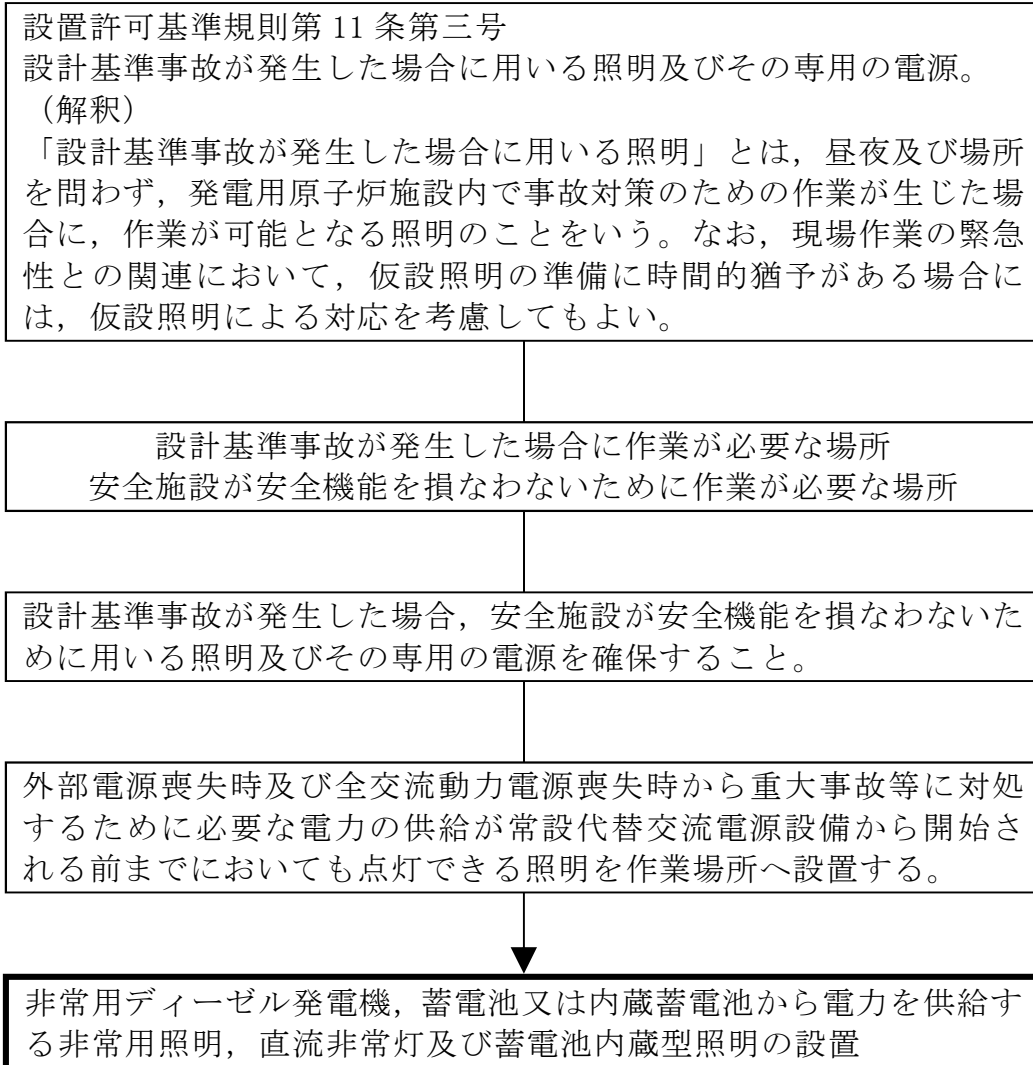 設置許可基準規則第 11 条第三号
設計基準事故が発生した場合に用いる照明及びその専用の電源。
（解釈）
「設計基準事故が発生した場合に用いる照明」とは，昼夜及び場所
を問わず，発電用原子炉施設内で事故対策のための作業が生じた場
合に，作業が可能となる照明のことをいう。なお，現場作業の緊急
性との関連において，仮設照明の準備に時間的猶予がある場合に
は，仮設照明による対応を考慮してもよい。
設計基準事故が発生した場合に作業が必要な場所
安全施設が安全機能を損なわないために作業が必要な場所
設計基準事故が発生した場合，安全施設が安全機能を損なわないた
めに用いる照明及びその専用の電源を確保すること。
外部電源喪失時及び全交流動力電源喪失時から重大事故等に対処
するために必要な電力の供給が常設代替交流電源設備から開始さ
れる前までにおいても点灯できる照明を作業場所へ設置する。
非常用ディーゼル発電機，蓄電池又は内蔵蓄電池から電力を供給す
る非常用照明，直流非常灯及び蓄電池内蔵型照明の設置